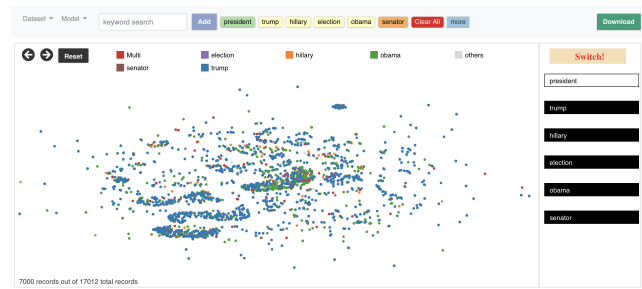 Dataset Model keyword search Add president trump hillary election obama senator Clear All more Download
Reset Multi election hillary obama others
senator trump
Switch!
president
trump
hillary
election
obama
senator
7000 records out of 17012 total records